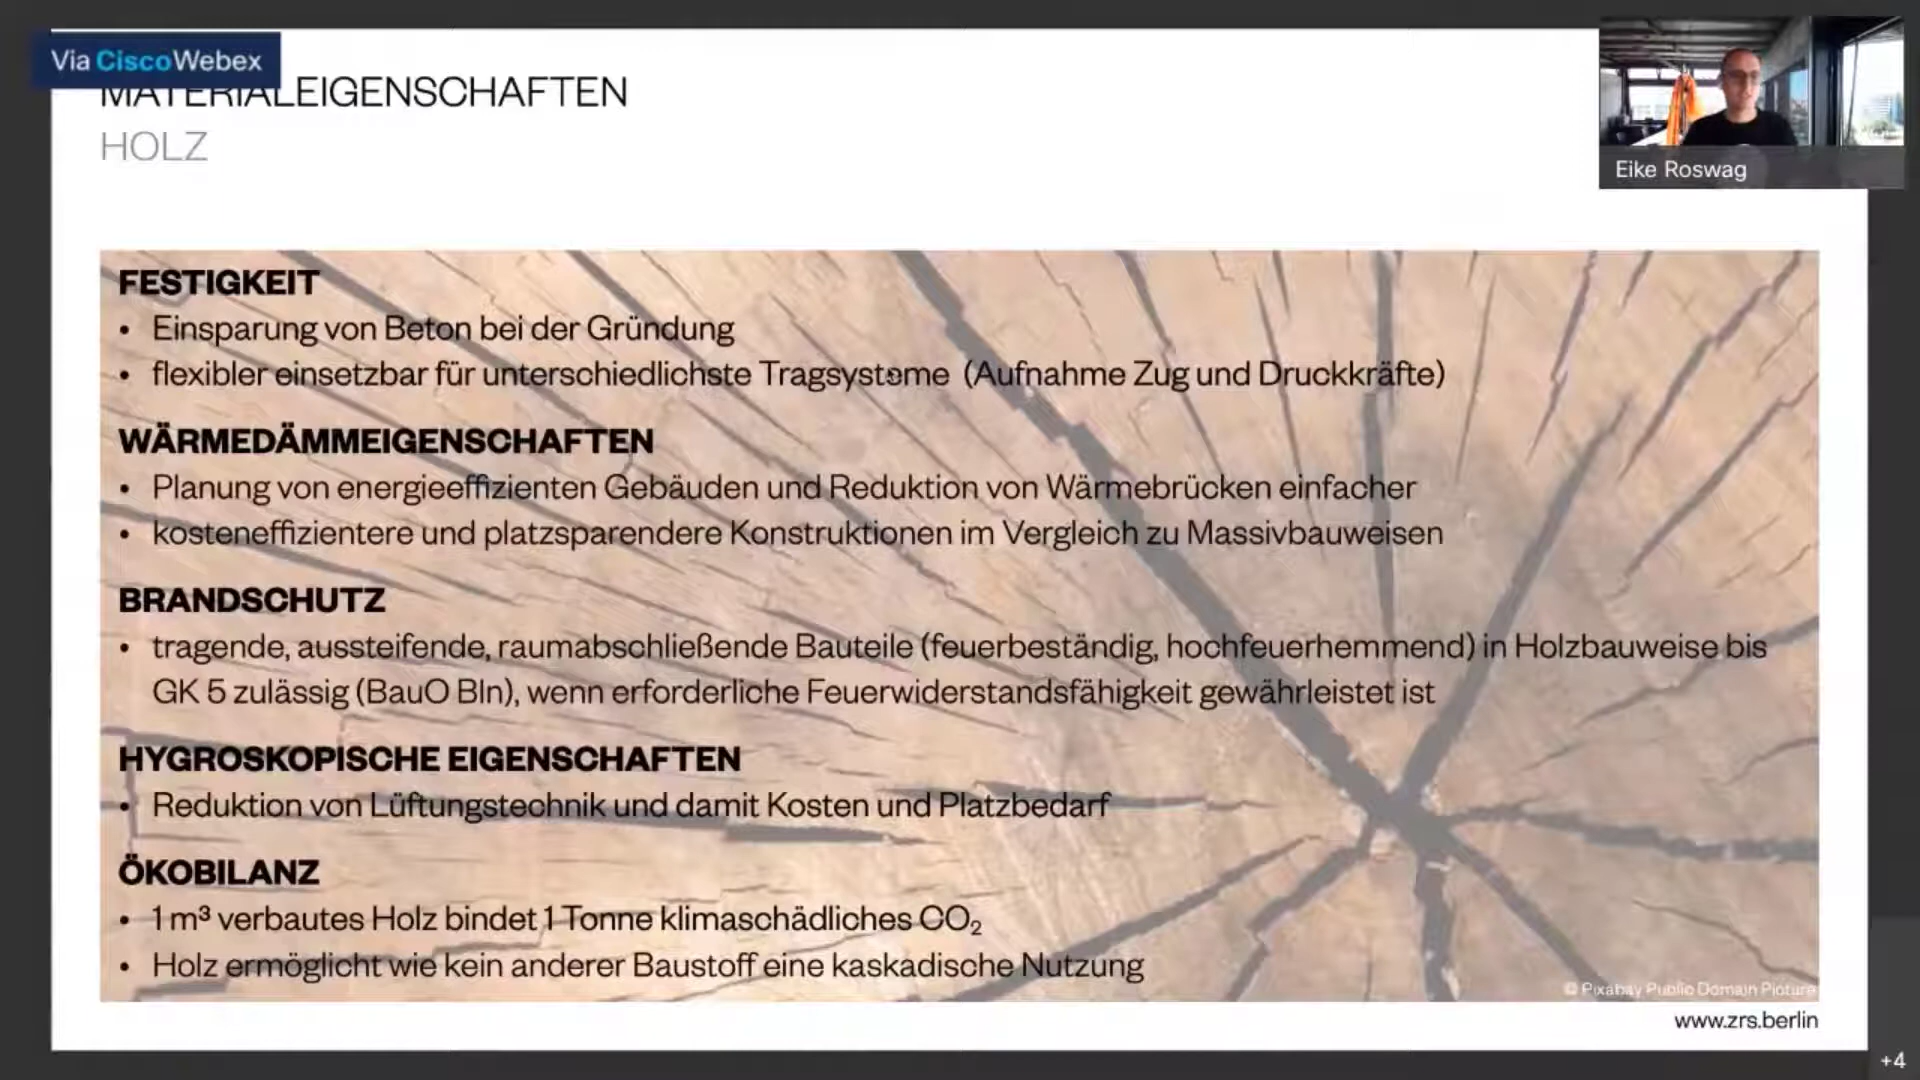 Via CiscoWebex
MATERIALEIGENSCHAFTEN
HOLZ
Eike Roswag
FESTIGKEIT
• Einsparung von Beton bei der Gründung
• flexibler einsetzbar für unterschiedlichste Tragsysteme (Aufnahme Zug und Druckkräfte)
WÄRMEDÄMMEIGENSCHAFTEN
• Planung von energieeffizienten Gebäuden und Reduktion von Wärmebrücken einfacher
• kosteneffizientere und platzsparendere Konstruktionen im Vergleich zu Massivbauweisen
BRANDSCHUTZ
• tragende, aussteifende, raumabschließende Bauteile (feuerbeständig, hochfeuerhemmend) in Holzbauweise bis
GK 5 zulässig (BauO Bln), wenn erforderliche Feuerwiderstandsfähigkeit gewährleistet ist
HYGROSKOPISCHE EIGENSCHAFTEN
• Reduktion von Lüftungstechnik und damit Kosten und Platzbedarf
ÖKOBILANZ
• 1 m³ verbautes Holz bindet 1 Tonne klimaschädliches CO₂
• Holz ermöglicht wie kein anderer Baustoff eine kaskadische Nutzung
© Pixabay Public Domain Picture
www.zrs.berlin
+4